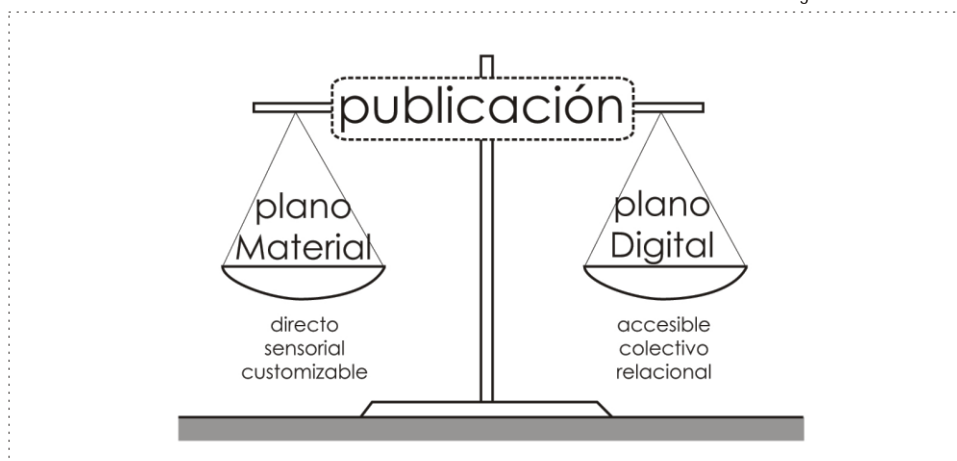 publicación
plano
Material
plano
Digital
directo
sensorial
customizable
accesible
colectivo
relacional